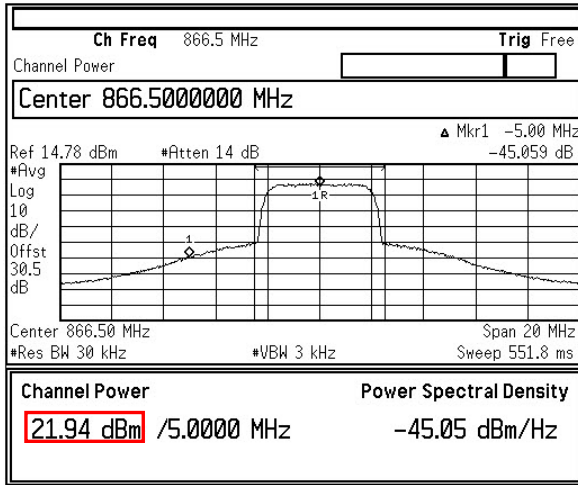 Ch Freq 866.5 MHz Trig Free
Channel Power
Center 866.5000000 MHz
Δ Mkr1 -5.00 MHz
Ref 14.78 dBm #Atten 14 dB -45.059 dB
#Avg
Log
10
dB/
Offst
30.5
dB
1R
1
Center 866.50 MHz Span 20 MHz
#Res BW 30 kHz #VBW 3 kHz Sweep 551.8 ms
Channel Power Power Spectral Density
21.94 dBm /5.0000 MHz -45.05 dBm/Hz